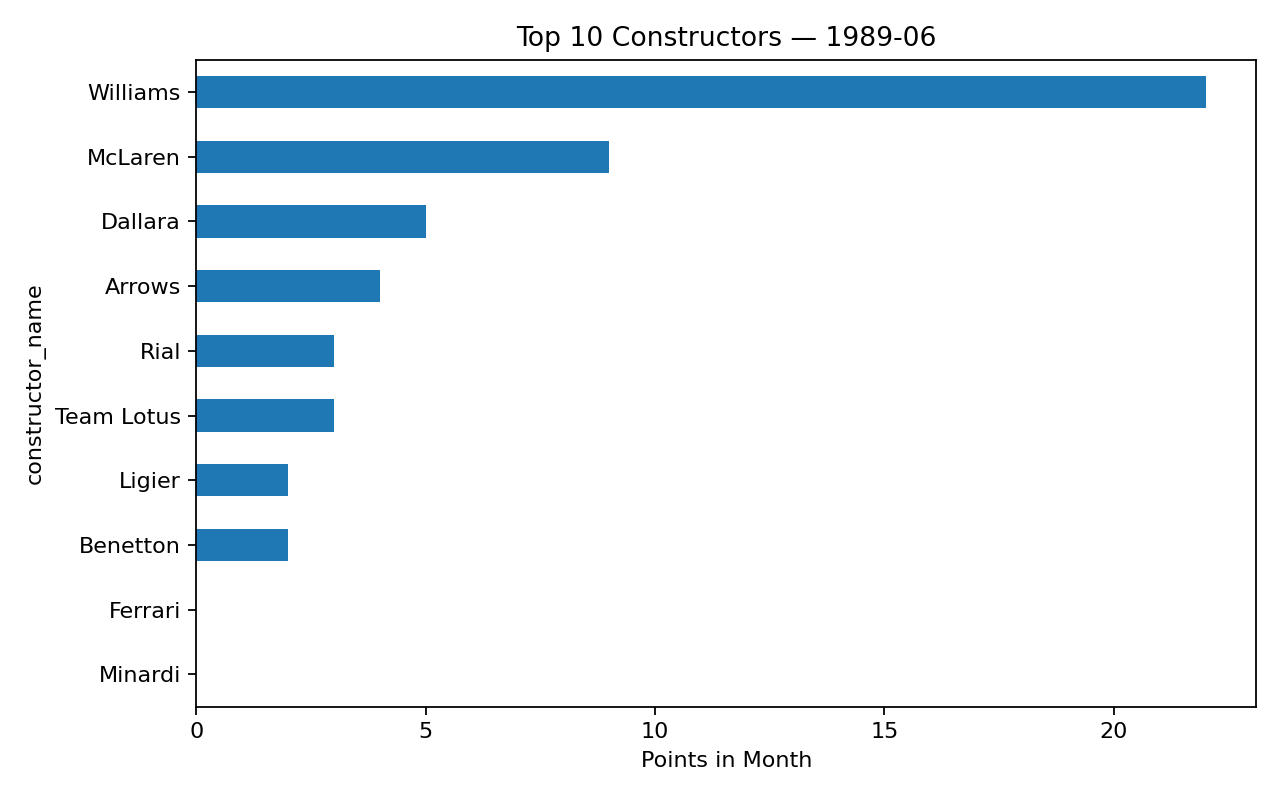 Top 10 Constructors — 1989-06
constructor_name
Williams
McLaren
Dallara
Arrows
Rial
Team Lotus
Ligier
Benetton
Ferrari
Minardi
0 5 10 15 20
Points in Month